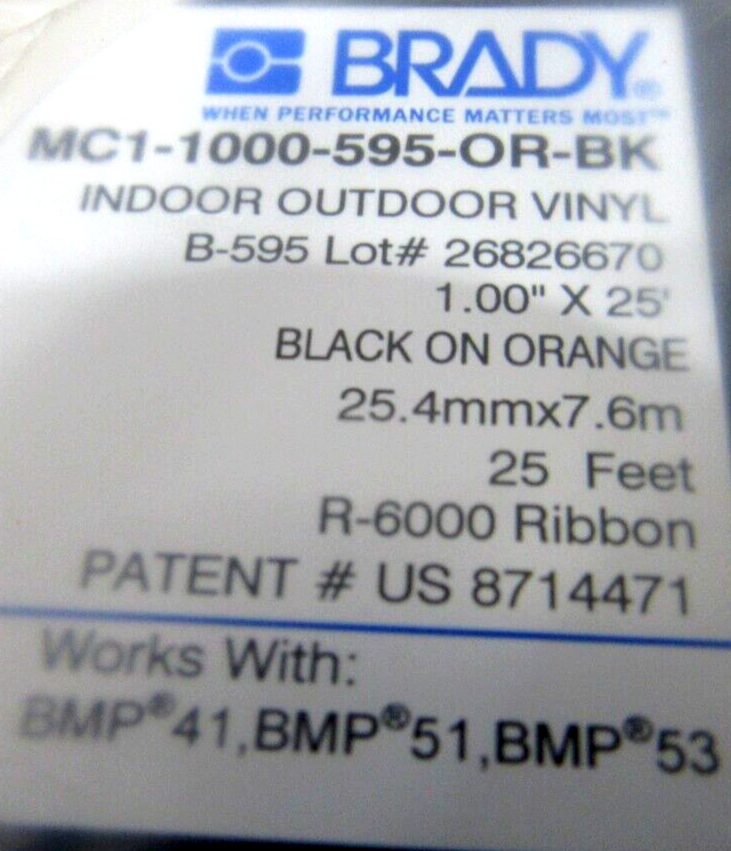 BRADY®
WHEN PERFORMANCE MATTERS MOST™
MC1-1000-595-OR-BK
INDOOR OUTDOOR VINYL
B-595 Lot# 26826670
1.00" X 25'
BLACK ON ORANGE
25.4mmx7.6m
25 Feet
R-6000 Ribbon
PATENT # US 8714471
Works With:
BMP®41,BMP®51,BMP®53